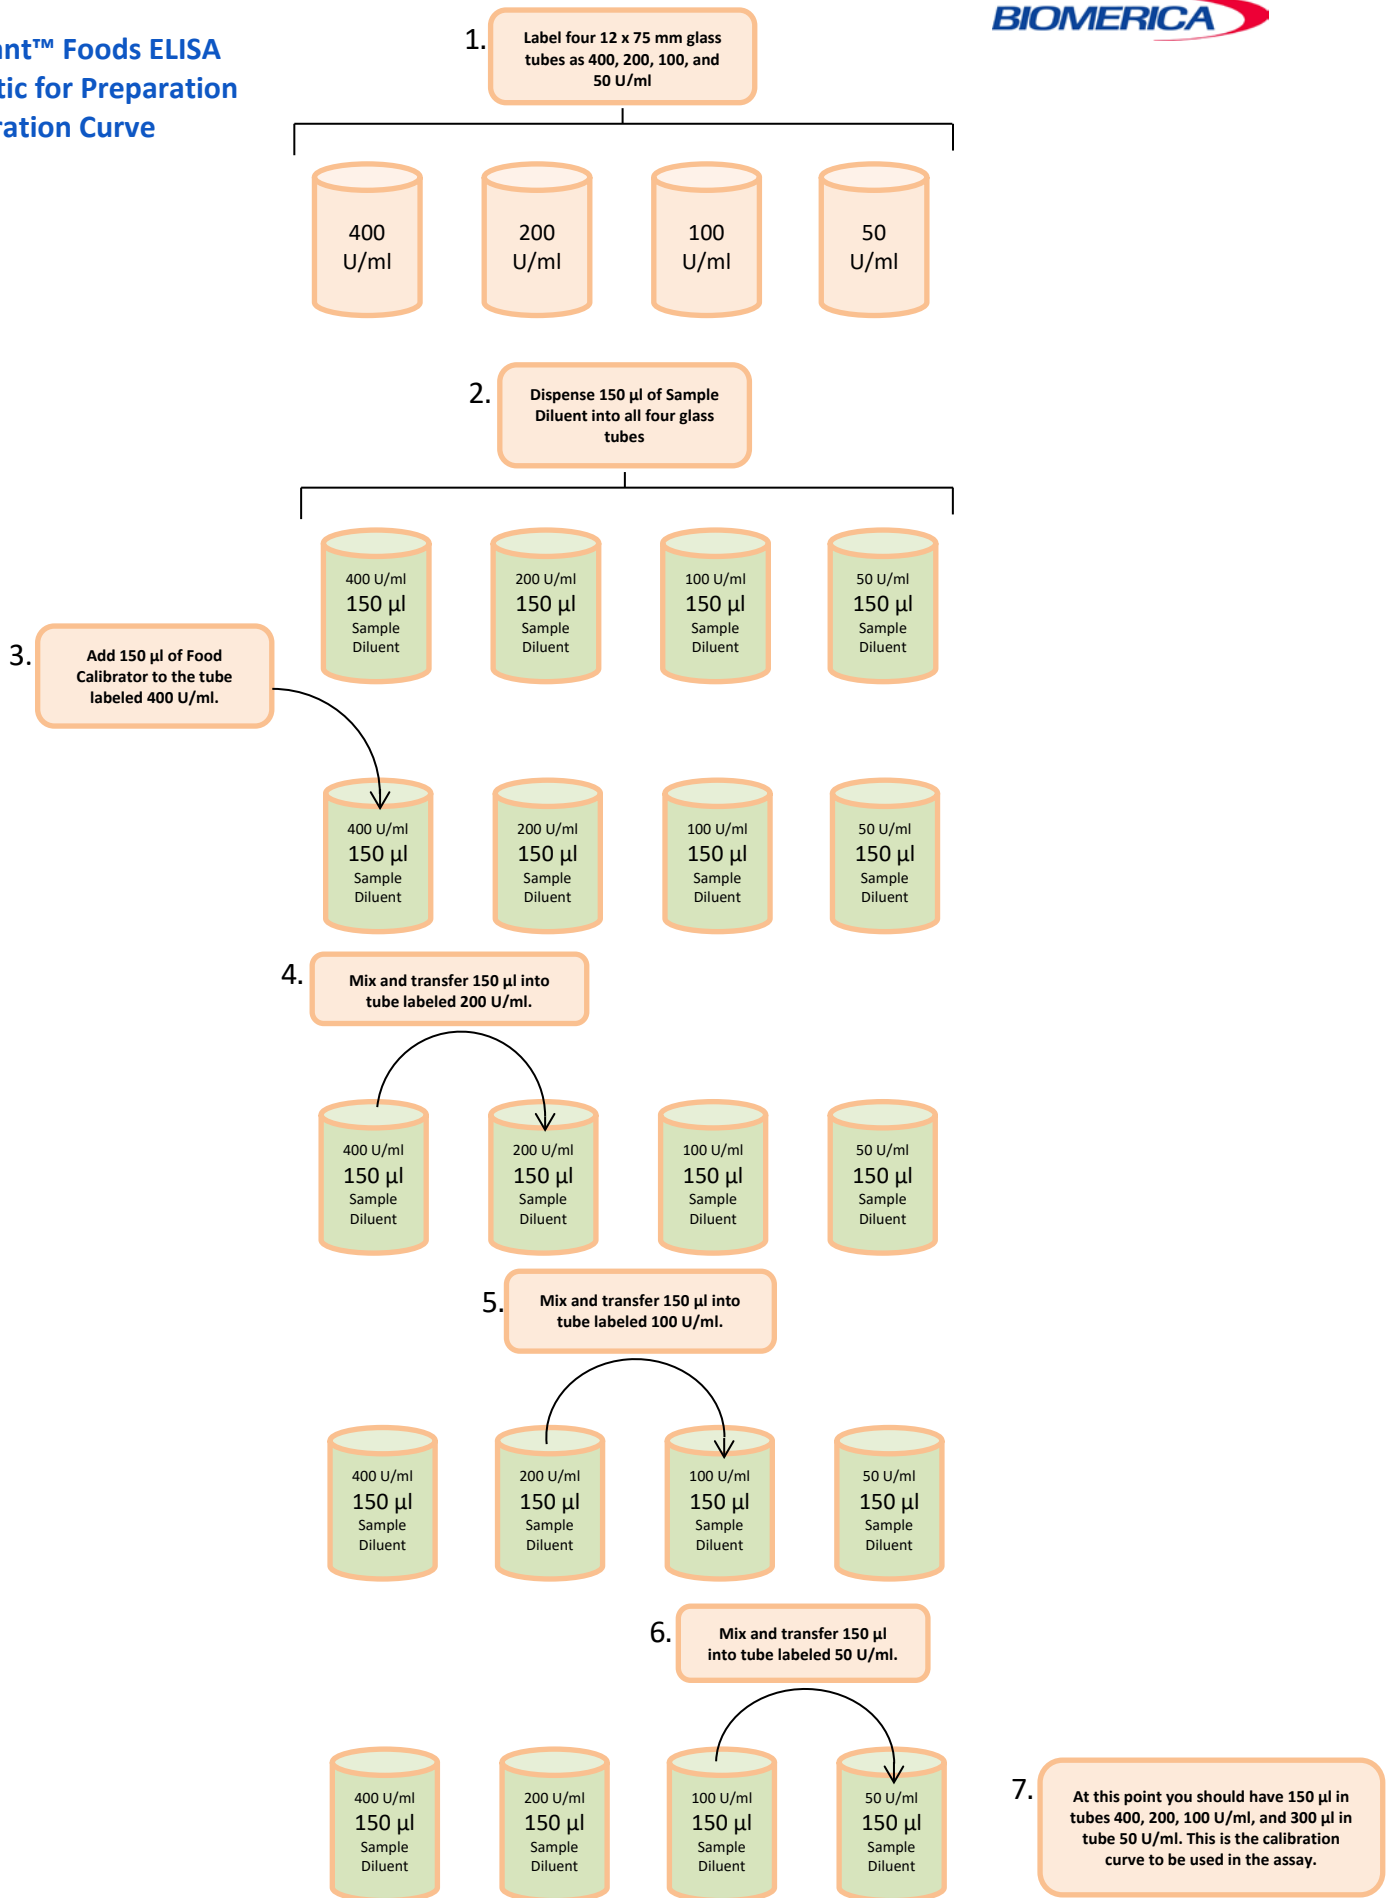 BIOMERICA
Foods ELISA
for Preparation
Curve
1.
Label four 12 x 75 mm glass
tubes as 400, 200, 100, and
50 U/ml
400
U/ml
200
U/ml
100
U/ml
50
U/ml
2.
Dispense 150 µl of Sample
Diluent into all four glass
tubes
400 U/ml
150 µl
Sample
Diluent
200 U/ml
150 µl
Sample
Diluent
100 U/ml
150 µl
Sample
Diluent
50 U/ml
150 µl
Sample
Diluent
3.
Add 150 µl of Food
Calibrator to the tube
labeled 400 U/ml.
400 U/ml
150 µl
Sample
Diluent
200 U/ml
150 µl
Sample
Diluent
100 U/ml
150 µl
Sample
Diluent
50 U/ml
150 µl
Sample
Diluent
4.
Mix and transfer 150 µl into
tube labeled 200 U/ml.
400 U/ml
150 µl
Sample
Diluent
200 U/ml
150 µl
Sample
Diluent
100 U/ml
150 µl
Sample
Diluent
50 U/ml
150 µl
Sample
Diluent
5.
Mix and transfer 150 µl into
tube labeled 100 U/ml.
400 U/ml
150 µl
Sample
Diluent
200 U/ml
150 µl
Sample
Diluent
100 U/ml
150 µl
Sample
Diluent
50 U/ml
150 µl
Sample
Diluent
6.
Mix and transfer 150 µl
into tube labeled 50 U/ml.
400 U/ml
150 µl
Sample
Diluent
200 U/ml
150 µl
Sample
Diluent
100 U/ml
150 µl
Sample
Diluent
50 U/ml
150 µl
Sample
Diluent
7.
At this point you should have 150 µl in
tubes 400, 200, 100 U/ml, and 300 µl in
tube 50 U/ml. This is the calibration
curve to be used in the assay.